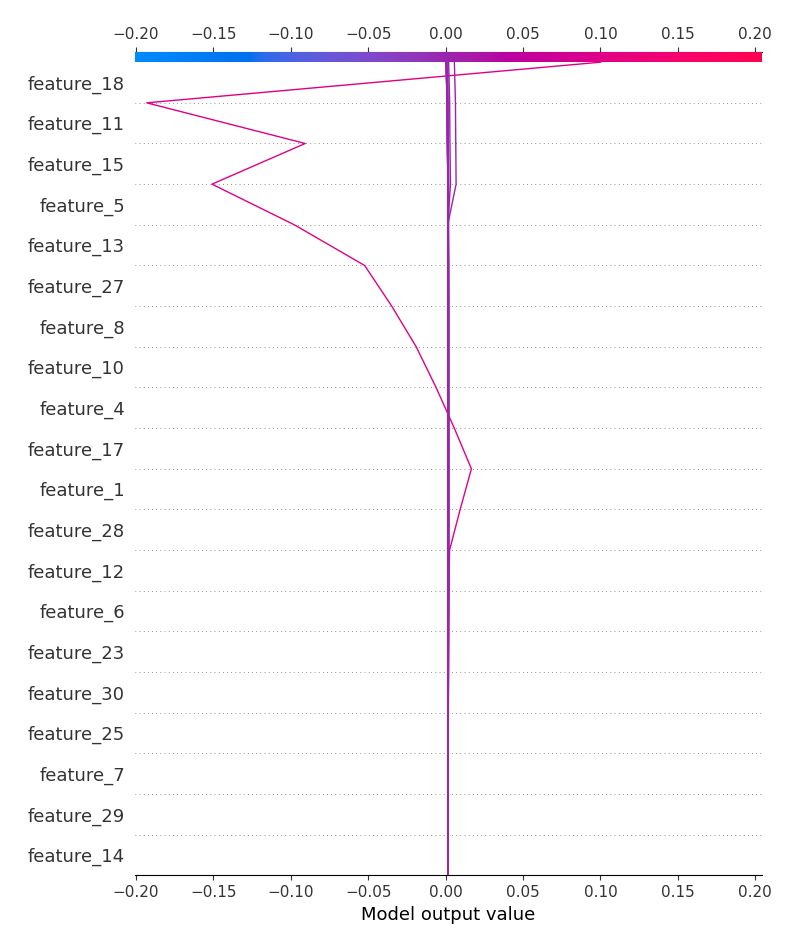 −0.20 −0.15 −0.10 −0.05 0.00 0.05 0.10 0.15 0.20
feature_18
feature_11
feature_15
feature_5
feature_13
feature_27
feature_8
feature_10
feature_4
feature_17
feature_1
feature_28
feature_12
feature_6
feature_23
feature_30
feature_25
feature_7
feature_29
feature_14
−0.20 −0.15 −0.10 −0.05 0.00 0.05 0.10 0.15 0.20
Model output value